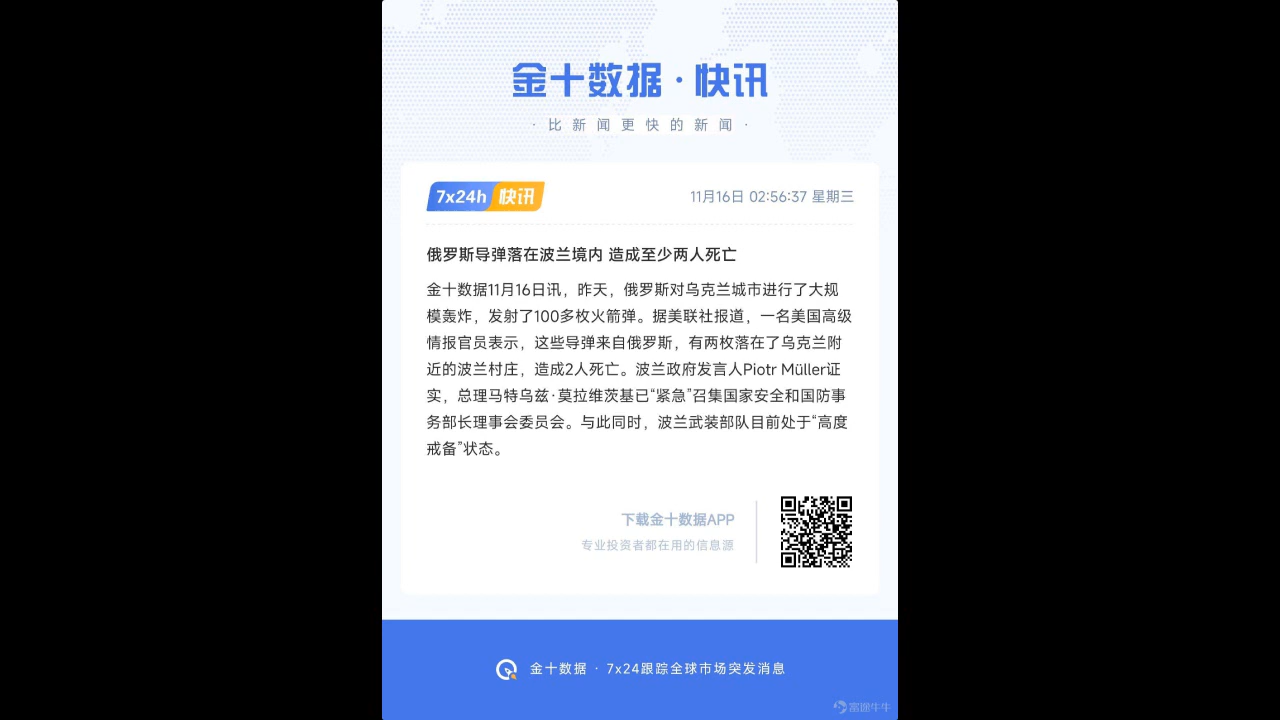 金十数据·快讯
·比新闻更快的新闻·
7x24h 快讯
11月16日 02:56:37 星期三
俄罗斯导弹落在波兰境内 造成至少两人死亡
金十数据11月16日讯，昨天，俄罗斯对乌克兰城市进行了大规
模轰炸，发射了100多枚火箭弹。据美联社报道，一名美国高级
情报官员表示，这些导弹来自俄罗斯，有两枚落在了乌克兰附
近的波兰村庄，造成2人死亡。波兰政府发言人Piotr Müller证
实，总理马特乌兹·莫拉维茨基已“紧急”召集国家安全和国防事
务部长理事会委员会。与此同时，波兰武装部队目前处于“高度
戒备”状态。
下载金十数据APP
专业投资者都在用的信息源
金十数据 · 7x24跟踪全球市场突发消息
富途牛牛